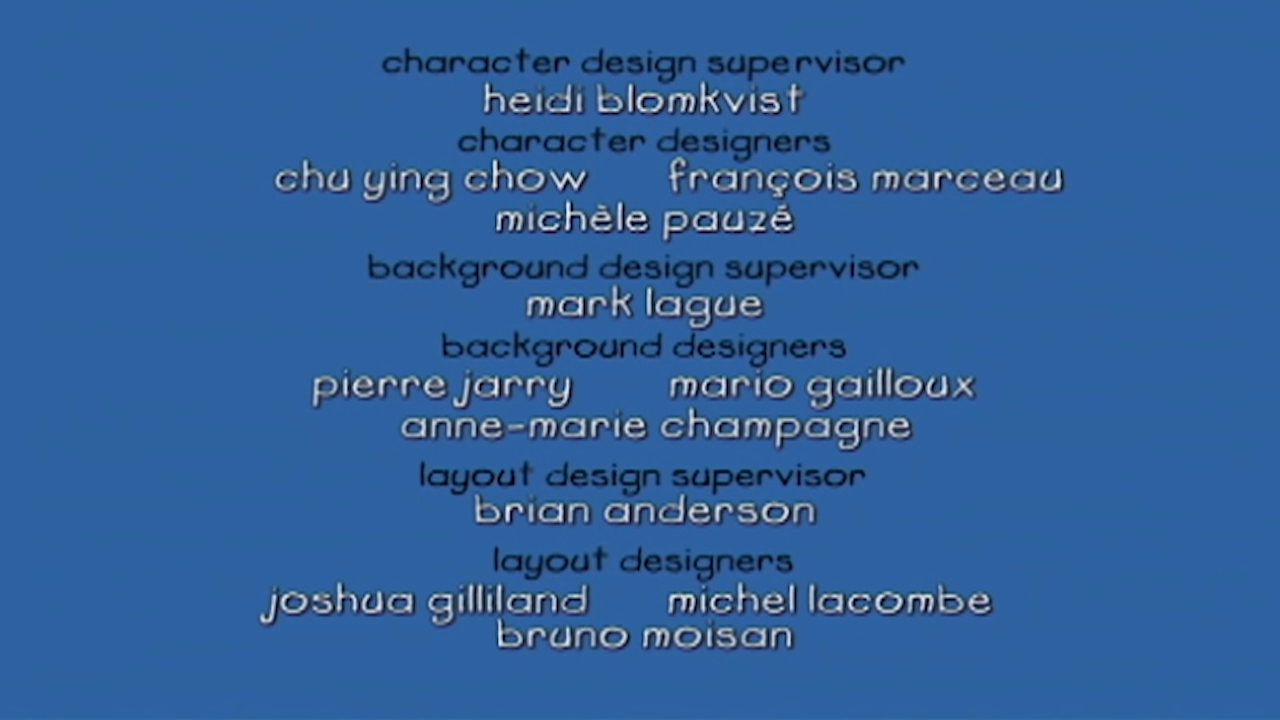 character design supervisor
heidi blomkvist
character designers
chu ying chow françois marceau
michèle pauzé
background design supervisor
mark lague
background designers
pierre jarry mario gailloux
anne-marie champagne
layout design supervisor
brian anderson
layout designers
joshua gilliland michel lacombe
bruno moisan